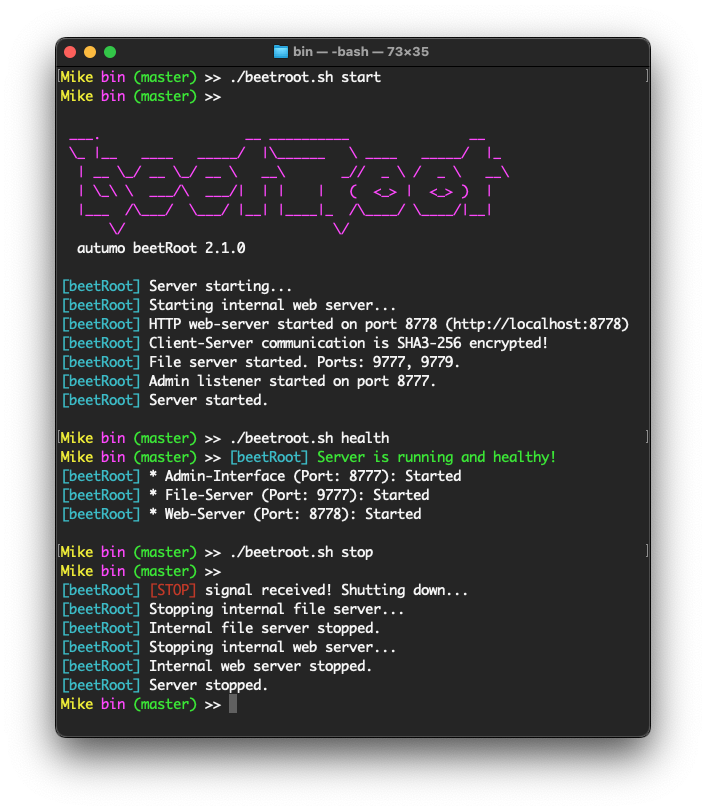 bin — -bash — 73×35
Mike bin (master) >> ./beetroot.sh start
Mike bin (master) >>
beetRoot
autumo beetRoot 2.1.0
[beetRoot] Server starting...
[beetRoot] Starting internal web server...
[beetRoot] HTTP web-server started on port 8778 (http://localhost:8778)
[beetRoot] Client-Server communication is SHA3-256 encrypted!
[beetRoot] File server started. Ports: 9777, 9779.
[beetRoot] Admin listener started on port 8777.
[beetRoot] Server started.
Mike bin (master) >> ./beetroot.sh health
Mike bin (master) >> [beetRoot] Server is running and healthy!
[beetRoot] * Admin-Interface (Port: 8777): Started
[beetRoot] * File-Server (Port: 9777): Started
[beetRoot] * Web-Server (Port: 8778): Started
Mike bin (master) >> ./beetroot.sh stop
Mike bin (master) >>
[beetRoot] [STOP] signal received! Shutting down...
[beetRoot] Stopping internal file server...
[beetRoot] Internal file server stopped.
[beetRoot] Stopping internal web server...
[beetRoot] Internal web server stopped.
[beetRoot] Server stopped.
Mike bin (master) >>